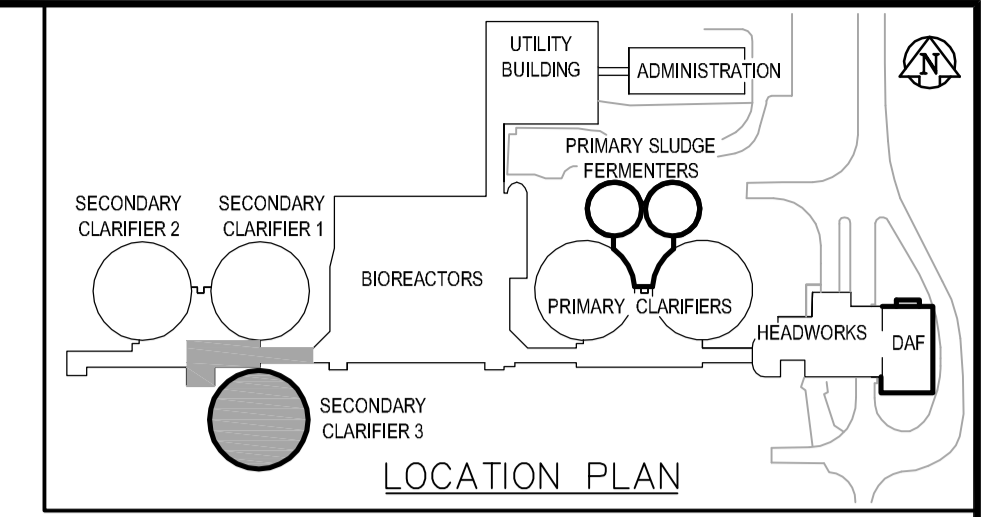 UTILITY
BUILDING
ADMINISTRATION
N
PRIMARY SLUDGE
FERMENTERS
SECONDARY
CLARIFIER 2
SECONDARY
CLARIFIER 1
BIOREACTORS
PRIMARY CLARIFIERS
HEADWORKS
DAF
SECONDARY
CLARIFIER 3
LOCATION PLAN